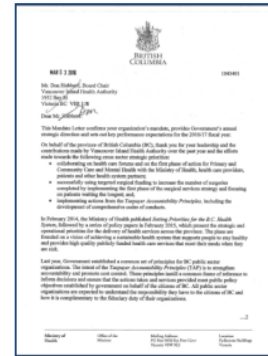 BRITISH
COLUMBIA
Mr. Don Hubbard, Board Chair
Vancouver Island Health Authority
1952 Bay St
Victoria BC V8R 1J8
Dear Mr. Hubbard:
This Mandate Letter confirms your organization's mandate, provides Government's annual
strategic direction and sets out key performance expectations for the 2016/17 fiscal year.
On behalf of the province of British Columbia (BC), thank you for your leadership and the
contributions made by Vancouver Island Health Authority over the past year and the efforts
made towards the following cross sector strategic priorities:
• collaborating on health care forums and on the first phase of action for Primary and
Community Care and Mental Health with the Ministry of Health, health care providers,
patients and other health system partners;
• successfully using targeted surgical funding to increase the number of surgeries
completed by implementing the first phase of the surgical services strategy and focusing
on patients waiting the longest; and,
• implementing actions from the Taxpayer Accountability Principles, including the
development of comprehensive codes of conduct.
In February 2014, the Ministry of Health published Setting Priorities for the B.C. Health
System, followed by a series of policy papers in February 2015, which present the strategic and
operational priorities for the delivery of health services across the province. The plans are
founded on a vision of achieving a sustainable health system that supports people to stay healthy
and provides high quality publicly funded health care services that meet their needs when they
are sick.
Last year, Government established a common set of principles for BC public sector
organizations. The intent of the Taxpayer Accountability Principles (TAP) is to strengthen
accountability and promote cost control. These principles instill a common frame of reference to
inform decisions and ensure that the actions taken and services provided meet public policy
objectives established by government on behalf of the citizens of BC. All public sector
organizations are expected to understand the responsibility they have to the citizens of BC and
how it is complementary to the fiduciary duty of their organizations.
...2
Ministry of
Health
Office of the
Minister
Mailing Address:
Location:
Parliament Buildings
Victoria